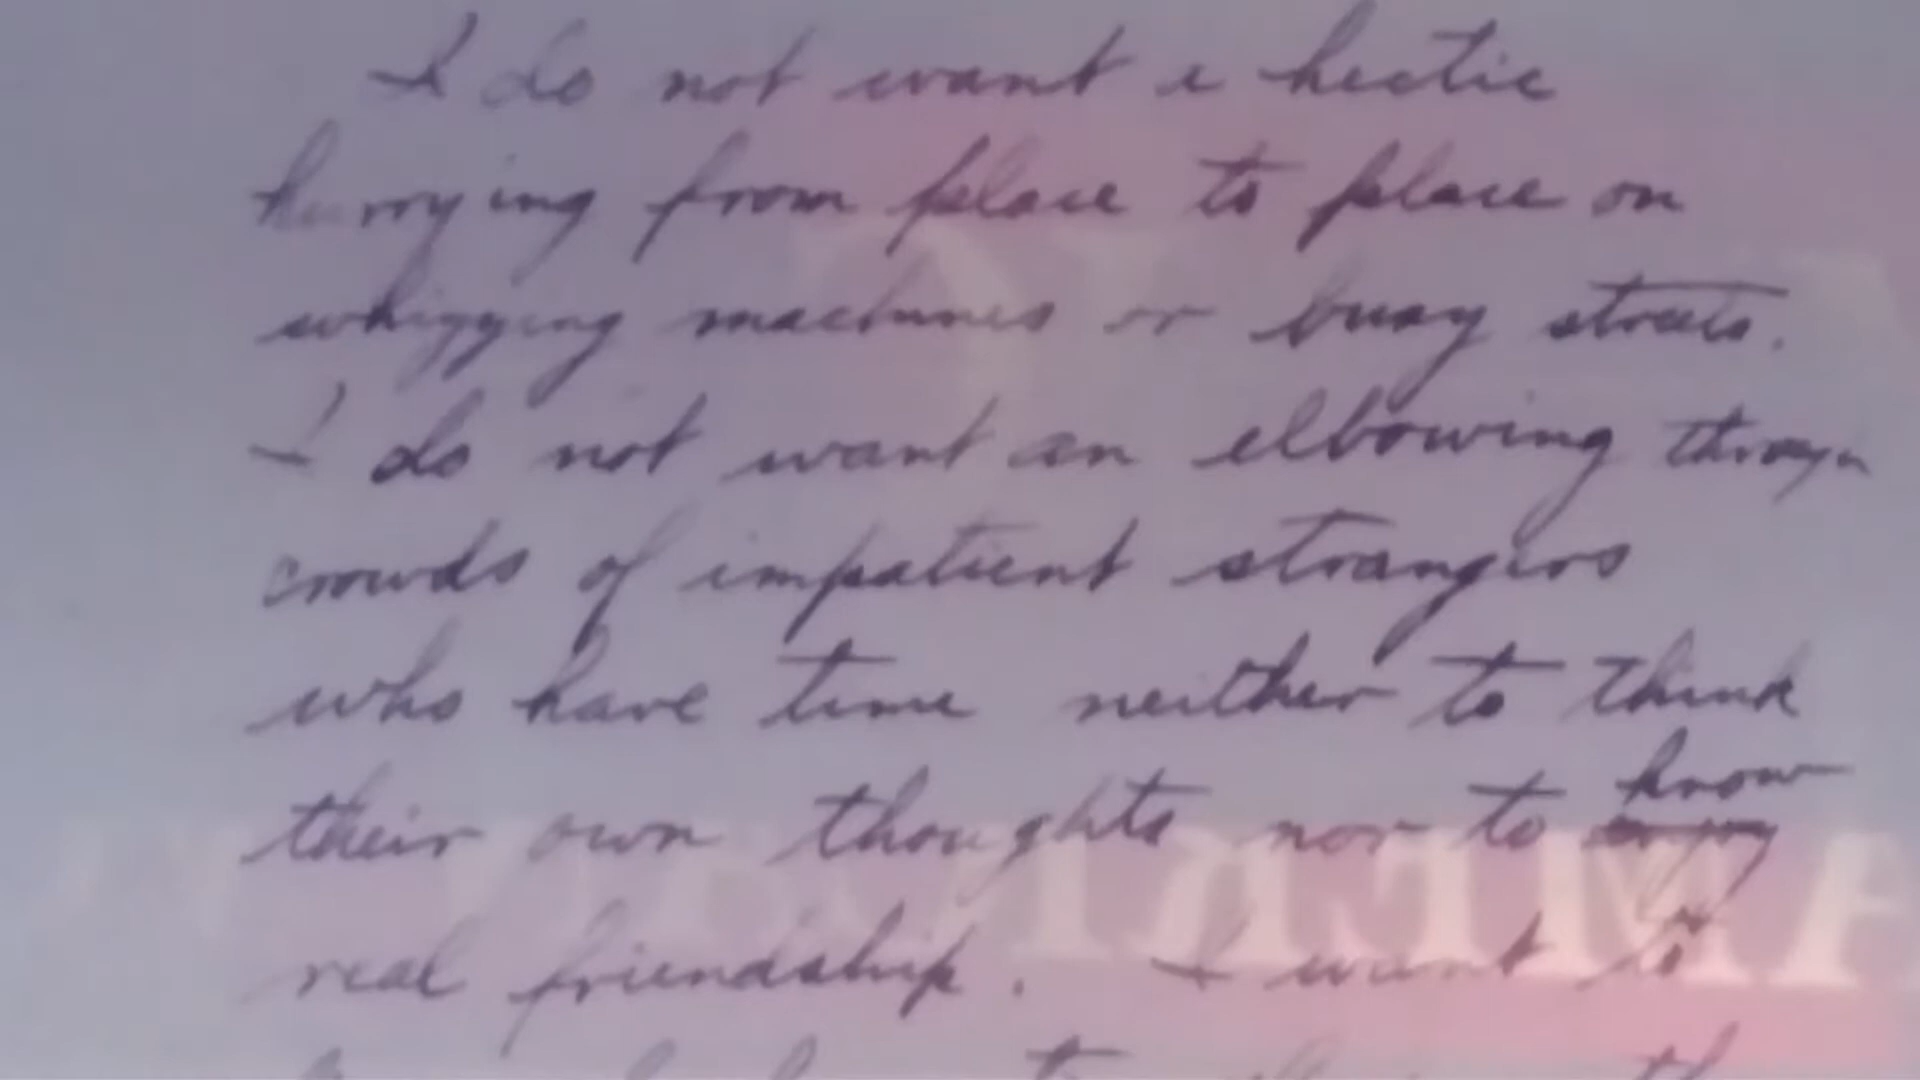 I do not want a hectic
hurrying from place to place on
whizzing machines or busy streets.
I do not want an elbowing through
crowds of impatient strangers
who have time neither to think
their own thoughts nor to enjoy know
real friendship. I want to